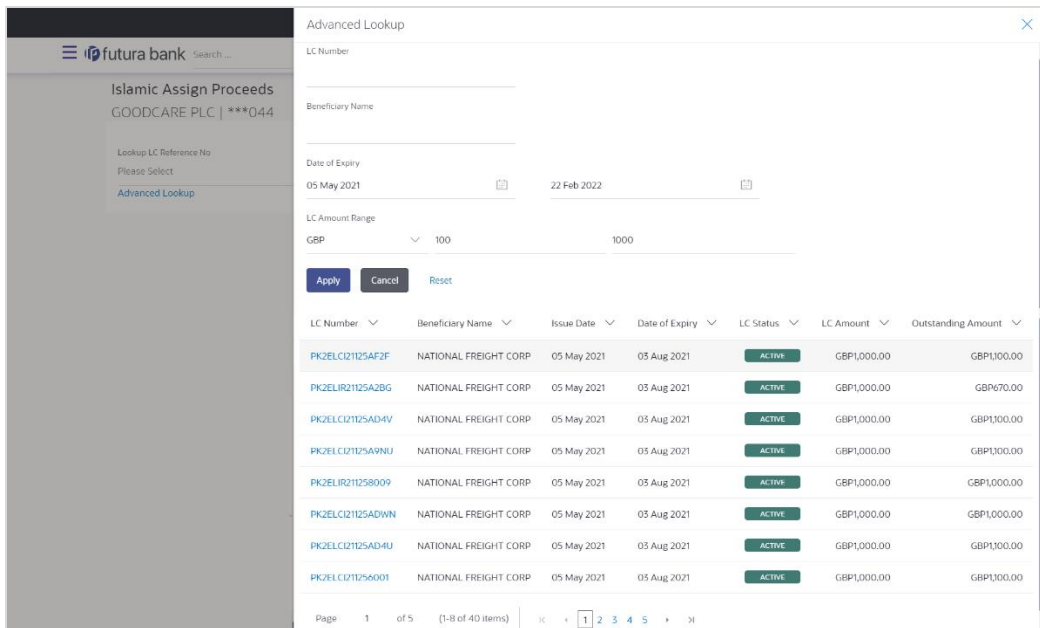 Advanced Lookup
futura bank Search ...
Islamic Assign Proceeds
GOODCARE PLC | ***044
Lookup LC Reference No
Please Select
Advanced Lookup
LC Number
Beneficiary Name
Date of Expiry
05 May 2021 22 Feb 2022
LC Amount Range
GBP 100 1000
Apply Cancel Reset
LC Number Beneficiary Name Issue Date Date of Expiry LC Status LC Amount Outstanding Amount
PK2ELCI21125AF2F NATIONAL FREIGHT CORP 05 May 2021 03 Aug 2021 ACTIVE GBP1,000.00 GBP1,100.00
PK2ELIR21125A2BG NATIONAL FREIGHT CORP 05 May 2021 03 Aug 2021 ACTIVE GBP1,000.00 GBP670.00
PK2ELCI21125AD4V NATIONAL FREIGHT CORP 05 May 2021 03 Aug 2021 ACTIVE GBP1,000.00 GBP1,100.00
PK2ELCI21125A9NU NATIONAL FREIGHT CORP 05 May 2021 03 Aug 2021 ACTIVE GBP1,000.00 GBP1,100.00
PK2ELIR211258009 NATIONAL FREIGHT CORP 05 May 2021 03 Aug 2021 ACTIVE GBP1,000.00 GBP1,000.00
PK2ELCI21125ADWN NATIONAL FREIGHT CORP 05 May 2021 03 Aug 2021 ACTIVE GBP1,000.00 GBP1,000.00
PK2ELCI21125AD4U NATIONAL FREIGHT CORP 05 May 2021 03 Aug 2021 ACTIVE GBP1,000.00 GBP1,100.00
PK2ELCI211256001 NATIONAL FREIGHT CORP 05 May 2021 03 Aug 2021 ACTIVE GBP1,000.00 GBP1,100.00
Page 1 of 5 (1-8 of 40 items) 1 2 3 4 5